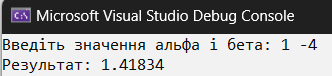 Microsoft Visual Studio Debug Console
Введіть значення альфа і бета: 1 -4
Результат: 1.41834